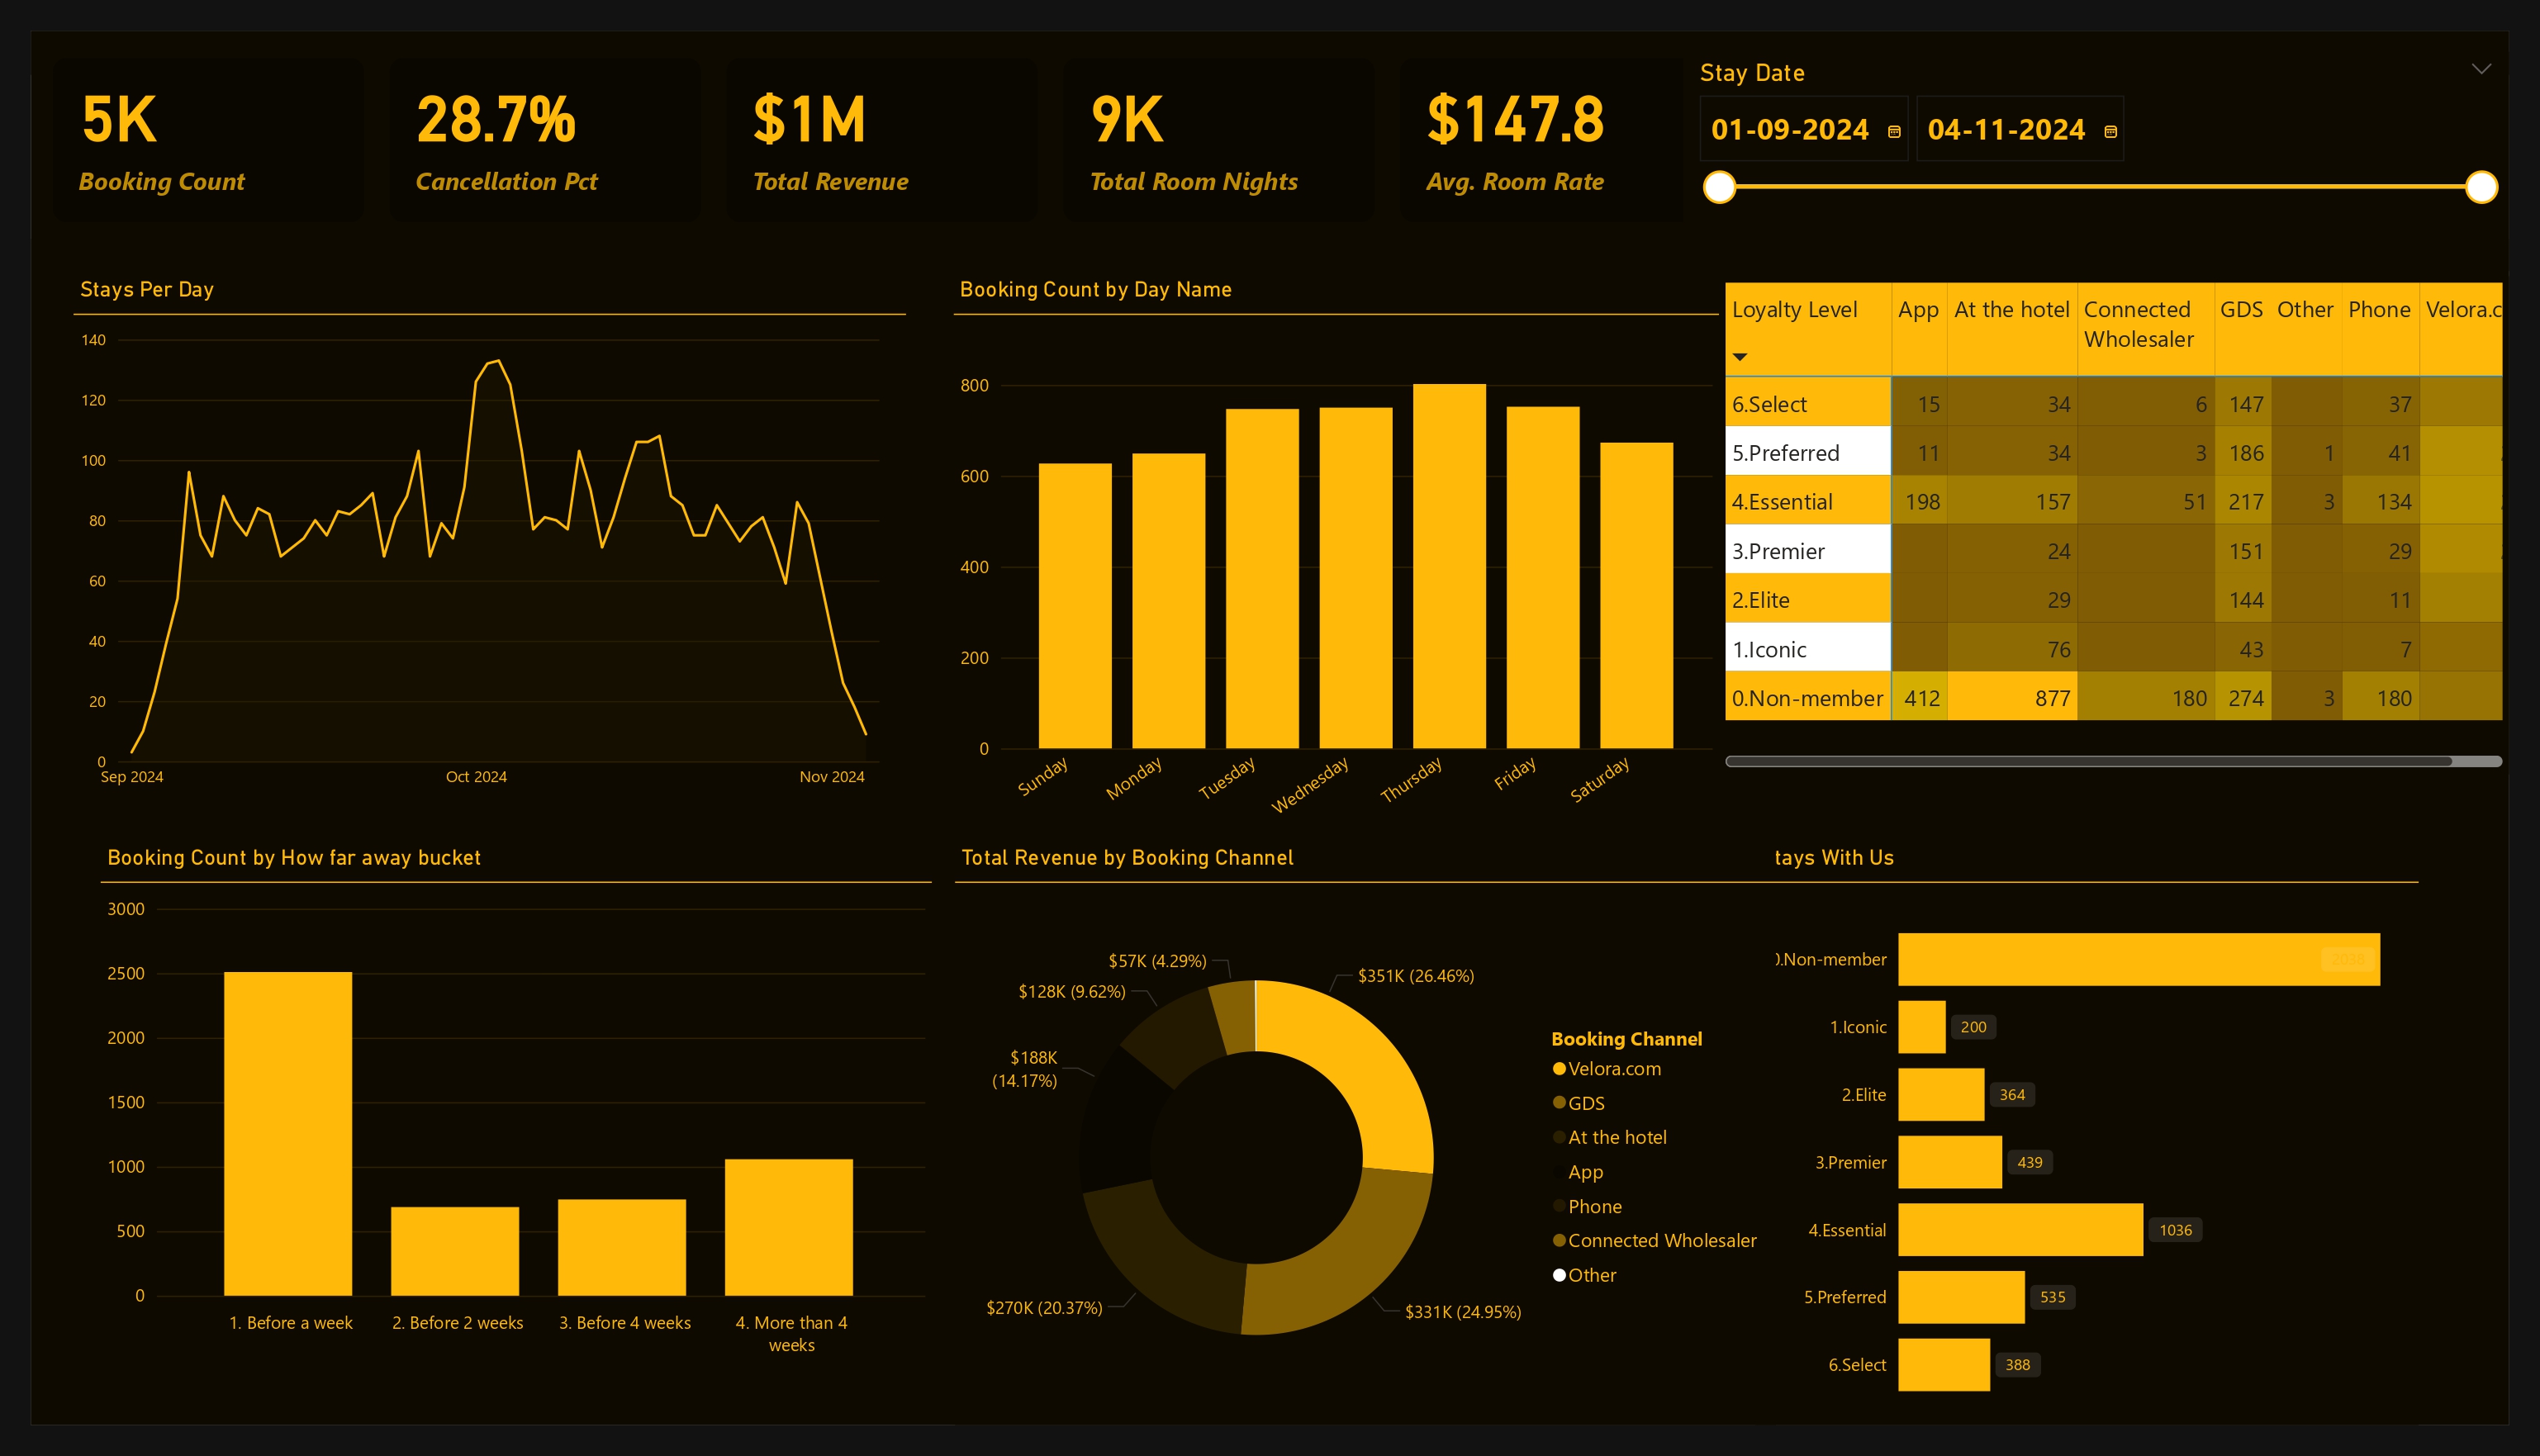 5K
Booking Count
28.7%
Cancellation Pct
$1M
Total Revenue
9K
Total Room Nights
$147.8
Avg. Room Rate
Stay Date
01-09-2024
04-11-2024
Stays Per Day
140
120
100
80
60
40
20
0
Sep 2024
Oct 2024
Nov 2024
Booking Count by Day Name
800
600
400
200
0
Sunday
Monday
Tuesday
Wednesday
Thursday
Friday
Saturday
Loyalty Level App At the hotel Connected GDS Other Phone Velora.c
Wholesaler
6.Select 15 34 6 147 37
5.Preferred 11 34 3 186 1 41
4.Essential 198 157 51 217 3 134
3.Premier 24 151 29
2.Elite 29 144 11
1.Iconic 76 43 7
0.Non-member 412 877 180 274 3 180
Booking Count by How far away bucket
3000
2500
2000
1500
1000
500
0
1. Before a week
2. Before 2 weeks
3. Before 4 weeks
4. More than 4
weeks
Total Revenue by Booking Channel
$57K (4.29%)
$351K (26.46%)
$128K (9.62%)
$188K
(14.17%)
$270K (20.37%)
$331K (24.95%)
Booking Channel
Velora.com
GDS
At the hotel
App
Phone
Connected Wholesaler
Other
tays With Us
.Non-member
1.Iconic 200
2.Elite 364
3.Premier 439
4.Essential 1036
5.Preferred 535
6.Select 388